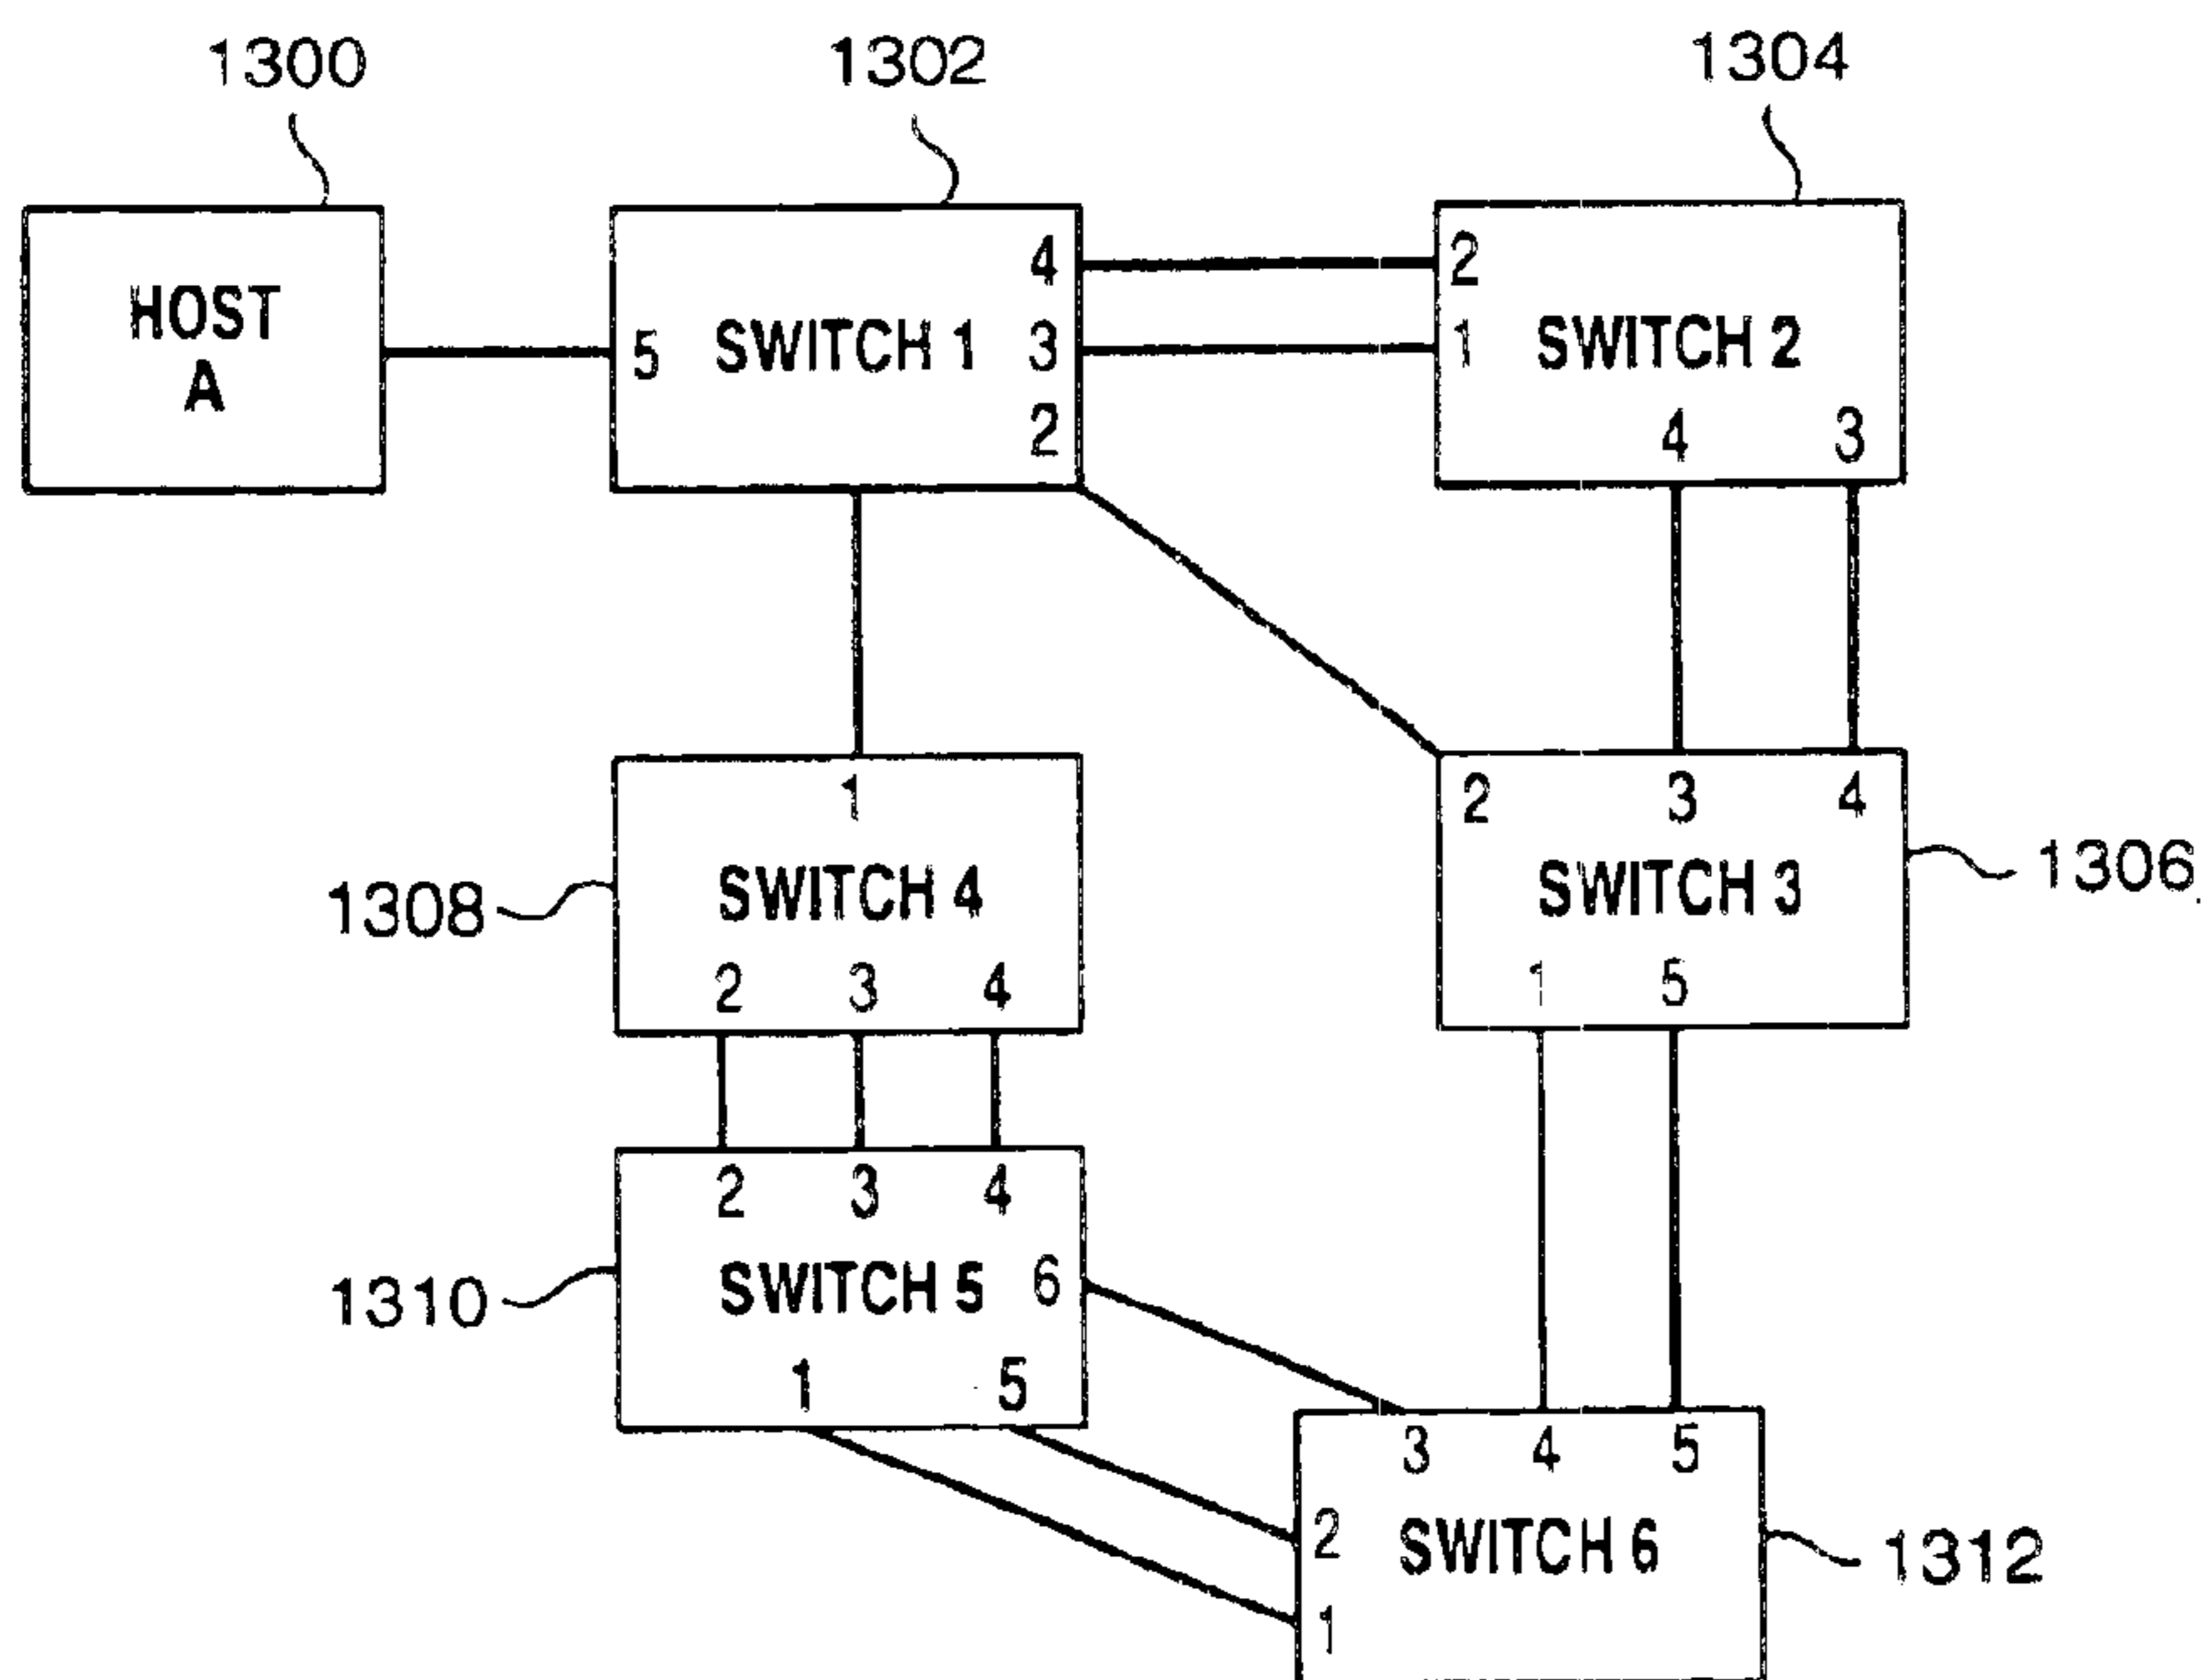 1300 1302 1304
HOST
A
5 SWITCH 1 4 3 2
2 1 SWITCH 2 4 3
1
SWITCH 4
2 3 4
1308
2 3 4
SWITCH 3
1 5
1306
2 3 4
SWITCH 5 6
1 5
1310
3 4 5
2 SWITCH 6
1
1312